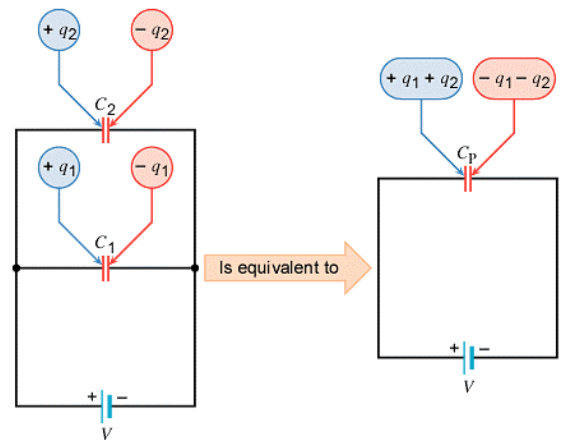 + q₂
− q₂
C₂
+ q₁
− q₁
C₁
+ −
V
Is equivalent to
+ q₁ + q₂
− q₁ − q₂
Cₚ
+ −
V